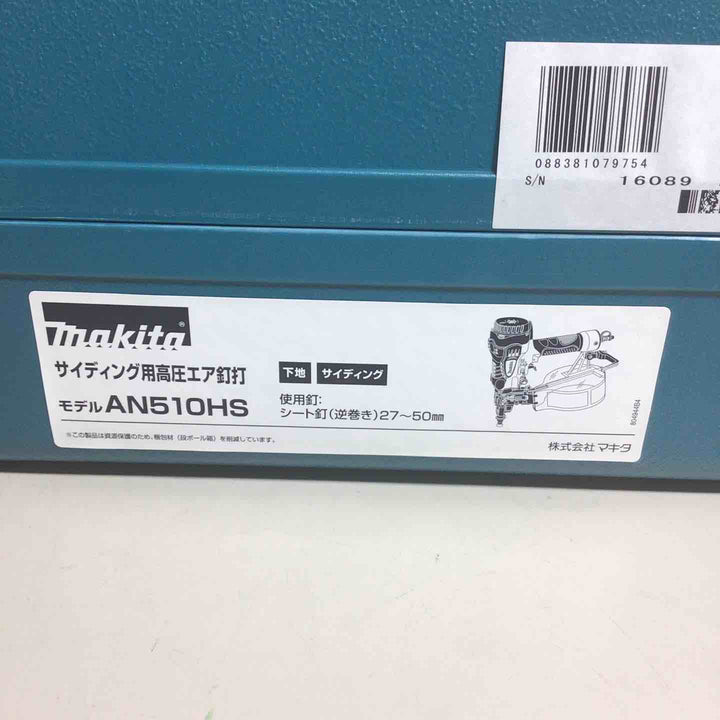 088381079754
S/N 16089
makita®
サイディング用高圧エア釘打
モデル AN510HS
下地 サイディング
使用釘:
シート釘(逆巻き)27〜50mm
※この製品は資源保護のため、梱包材(段ボール箱)を削減しています。
株式会社 マキタ